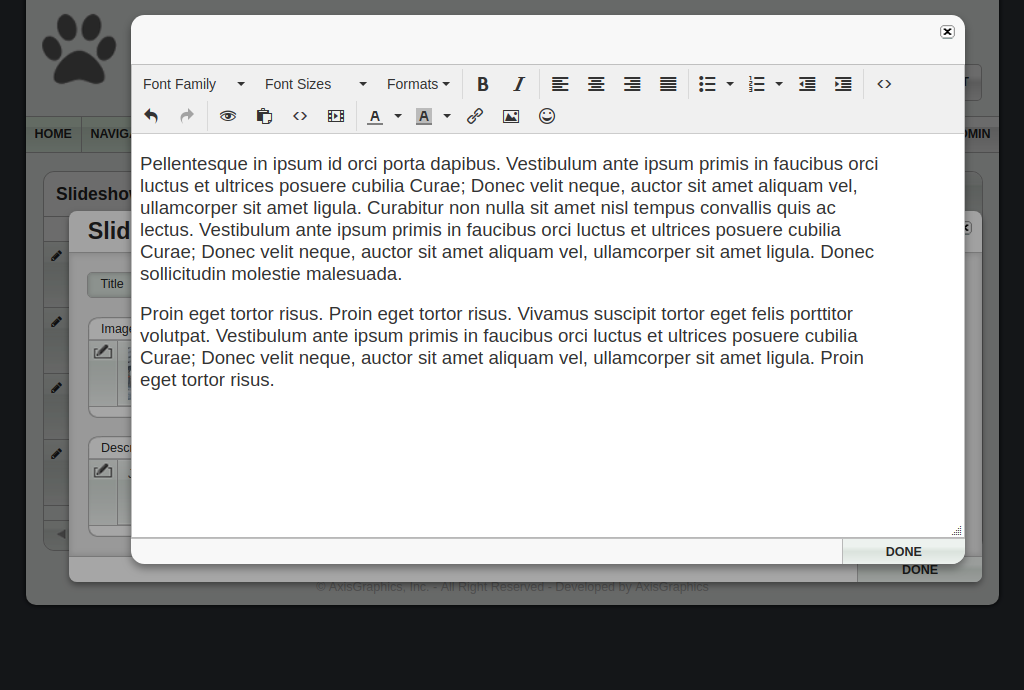 Font Family Font Sizes Formats
HOME
MIN
Pellentesque in ipsum id orci porta dapibus. Vestibulum ante ipsum primis in faucibus orci
luctus et ultrices posuere cubilia Curae; Donec velit neque, auctor sit amet aliquam vel,
ullamcorper sit amet ligula. Curabitur non nulla sit amet nisl tempus convallis quis ac
lectus. Vestibulum ante ipsum primis in faucibus orci luctus et ultrices posuere cubilia
Curae; Donec velit neque, auctor sit amet aliquam vel, ullamcorper sit amet ligula. Donec
sollicitudin molestie malesuada.
Proin eget tortor risus. Proin eget tortor risus. Vivamus suscipit tortor eget felis porttitor
volutpat. Vestibulum ante ipsum primis in faucibus orci luctus et ultrices posuere cubilia
Curae; Donec velit neque, auctor sit amet aliquam vel, ullamcorper sit amet ligula. Proin
eget tortor risus.
Title
DONE
DONE
© AxisGraphics, Inc. - All Right Reserved - Developed by AxisGraphics